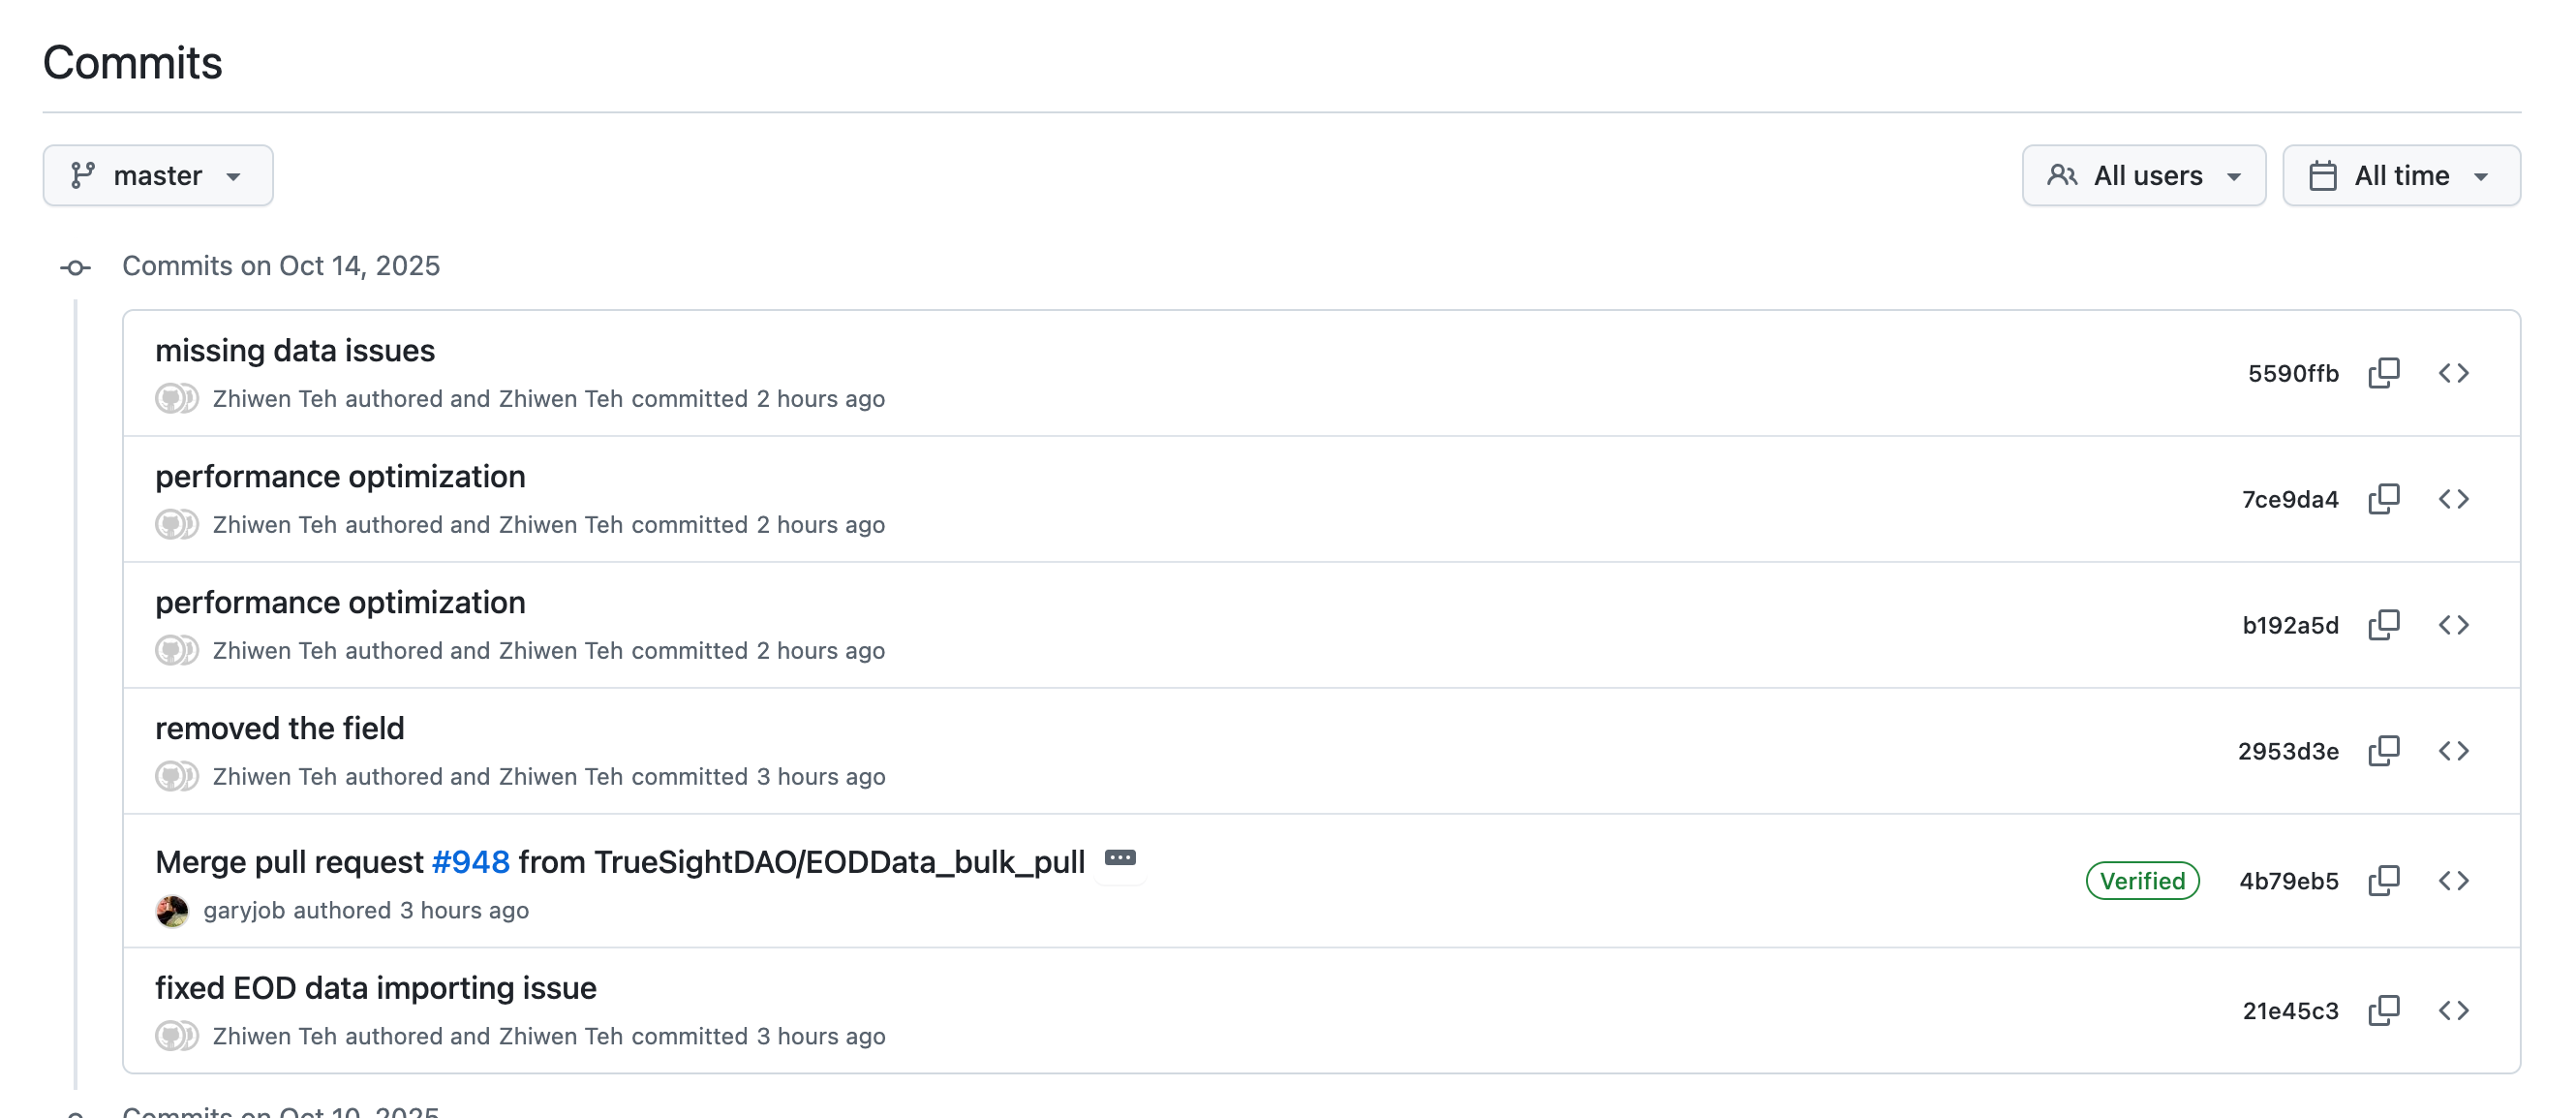 Commits
master
All users
All time
Commits on Oct 14, 2025
missing data issues
Zhiwen Teh authored and Zhiwen Teh committed 2 hours ago
5590ffb
performance optimization
Zhiwen Teh authored and Zhiwen Teh committed 2 hours ago
7ce9da4
performance optimization
Zhiwen Teh authored and Zhiwen Teh committed 2 hours ago
b192a5d
removed the field
Zhiwen Teh authored and Zhiwen Teh committed 3 hours ago
2953d3e
Merge pull request #948 from TrueSightDAO/EODData_bulk_pull
garyjob authored 3 hours ago
Verified
4b79eb5
fixed EOD data importing issue
Zhiwen Teh authored and Zhiwen Teh committed 3 hours ago
21e45c3
Commits on Oct 10, 2025